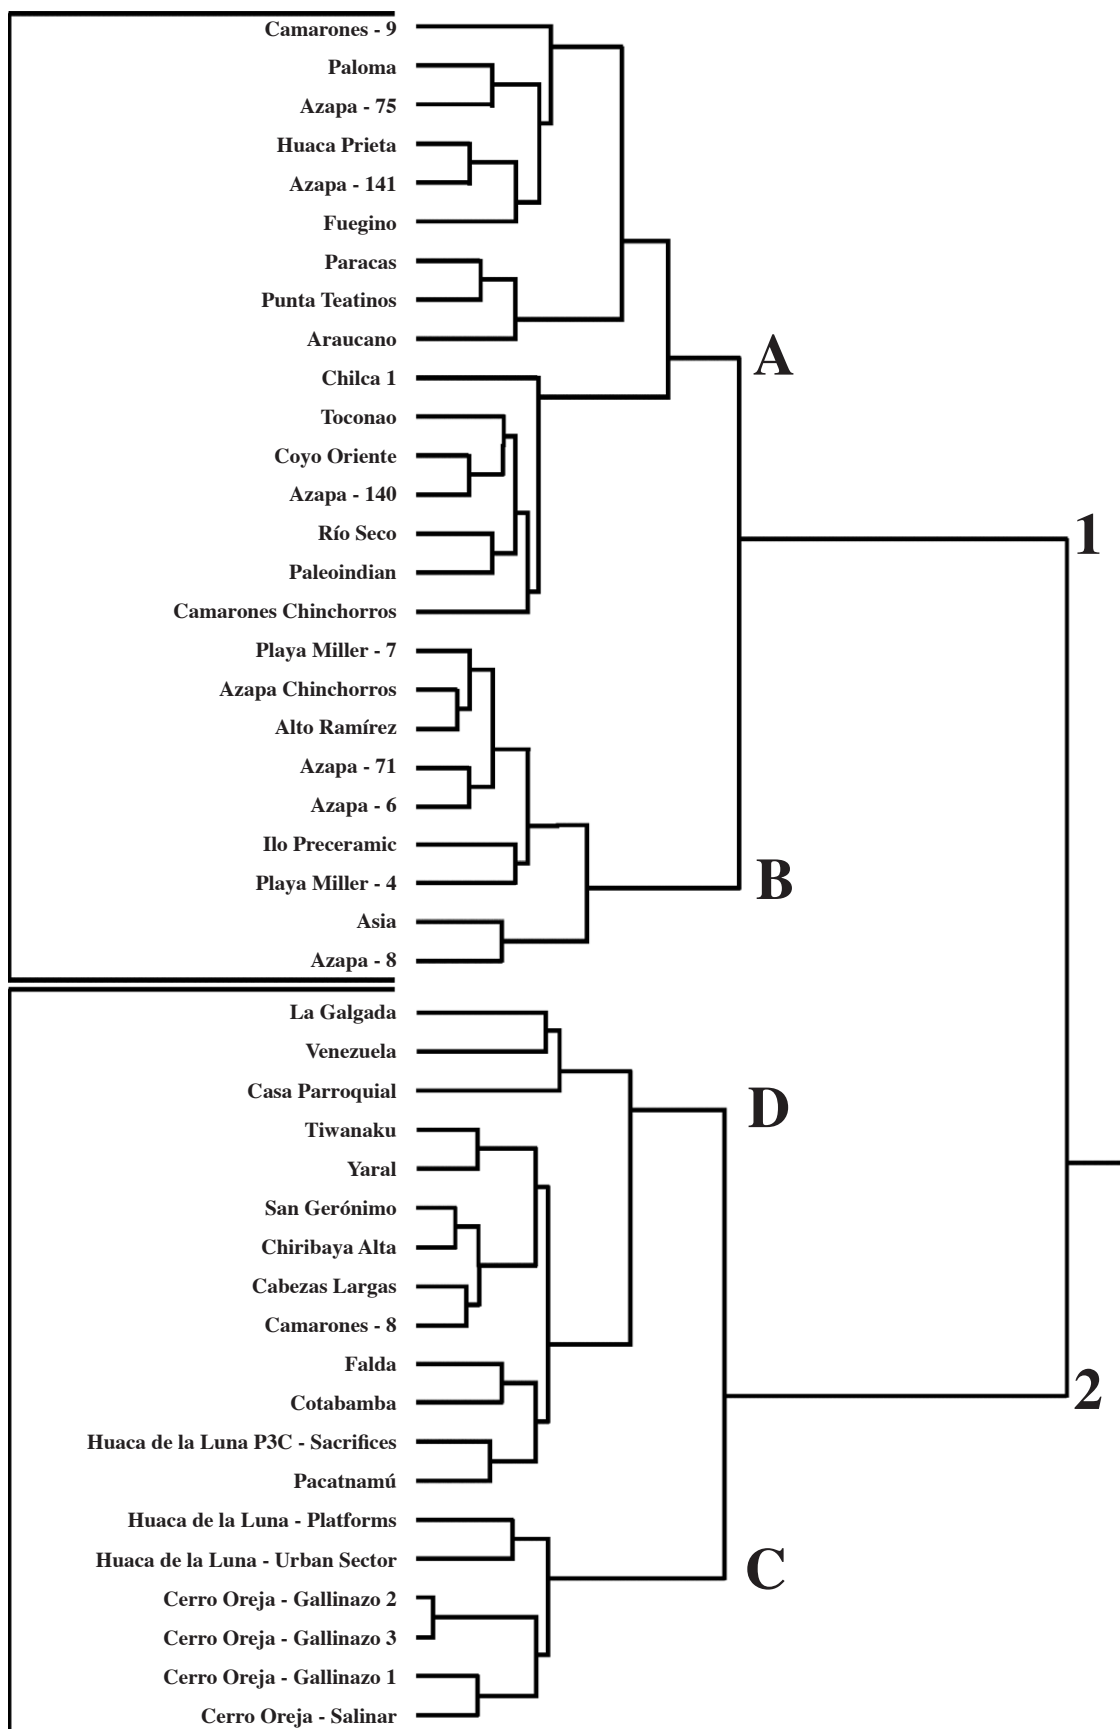 Camarones - 9
Paloma
Azapa - 75
Huaca Prieta
Azapa - 141
Fuegino
Paracas
Punta Teatinos
Araucano
A
Chilca 1
Toconao
Coyo Oriente
Azapa - 140
Río Seco
1
Paleoindian
Camarones Chinchorros
Playa Miller - 7
Azapa Chinchorros
Alto Ramírez
Azapa - 71
Azapa - 6
Ilo Preceramic
Playa Miller - 4
B
Asia
Azapa - 8
La Galgada
Venezuela
Casa Parroquial
D
Tiwanaku
Yaral
San Gerónimo
Chiribaya Alta
Cabezas Largas
Camarones - 8
Falda
2
Cotabamba
Huaca de la Luna P3C - Sacrifices
Pacatnamú
Huaca de la Luna - Platforms
Huaca de la Luna - Urban Sector
C
Cerro Oreja - Gallinazo 2
Cerro Oreja - Gallinazo 3
Cerro Oreja - Gallinazo 1
Cerro Oreja - Salinar